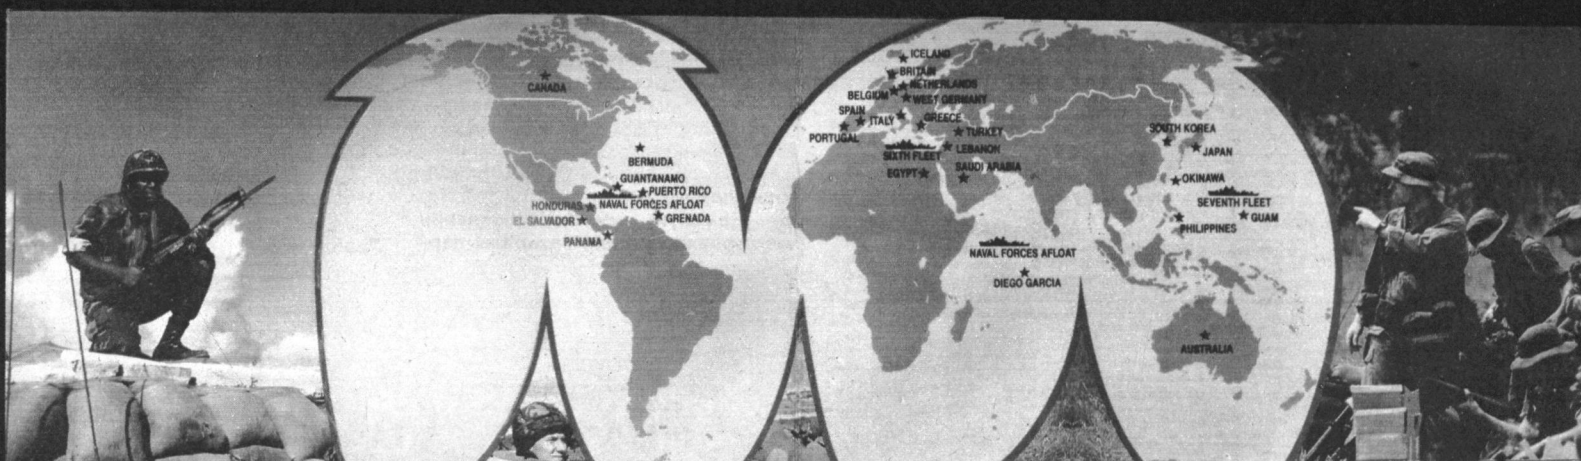 CANADA
BERMUDA
GUANTANAMO
PUERTO RICO
HONDURAS
NAVAL FORCES AFLOAT
EL SALVADOR
GRENADA
PANAMA
ICELAND
BRITAIN
NETHERLANDS
BELGIUM
WEST GERMANY
SPAIN
ITALY
GREECE
PORTUGAL
TURKEY
SIXTH FLEET
LEBANON
EGYPT
SAUDI ARABIA
NAVAL FORCES AFLOAT
DIEGO GARCIA
SOUTH KOREA
JAPAN
OKINAWA
SEVENTH FLEET
GUAM
PHILIPPINES
AUSTRALIA